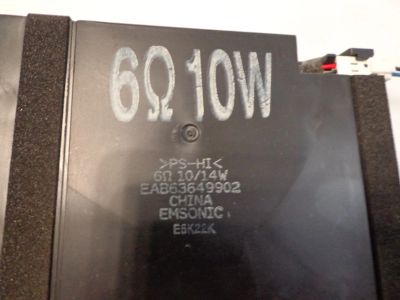 6Ω 10W
>PS-HI<
6Ω 10/14W
EAB63649902
CHINA
EMSONIC
E6K22K